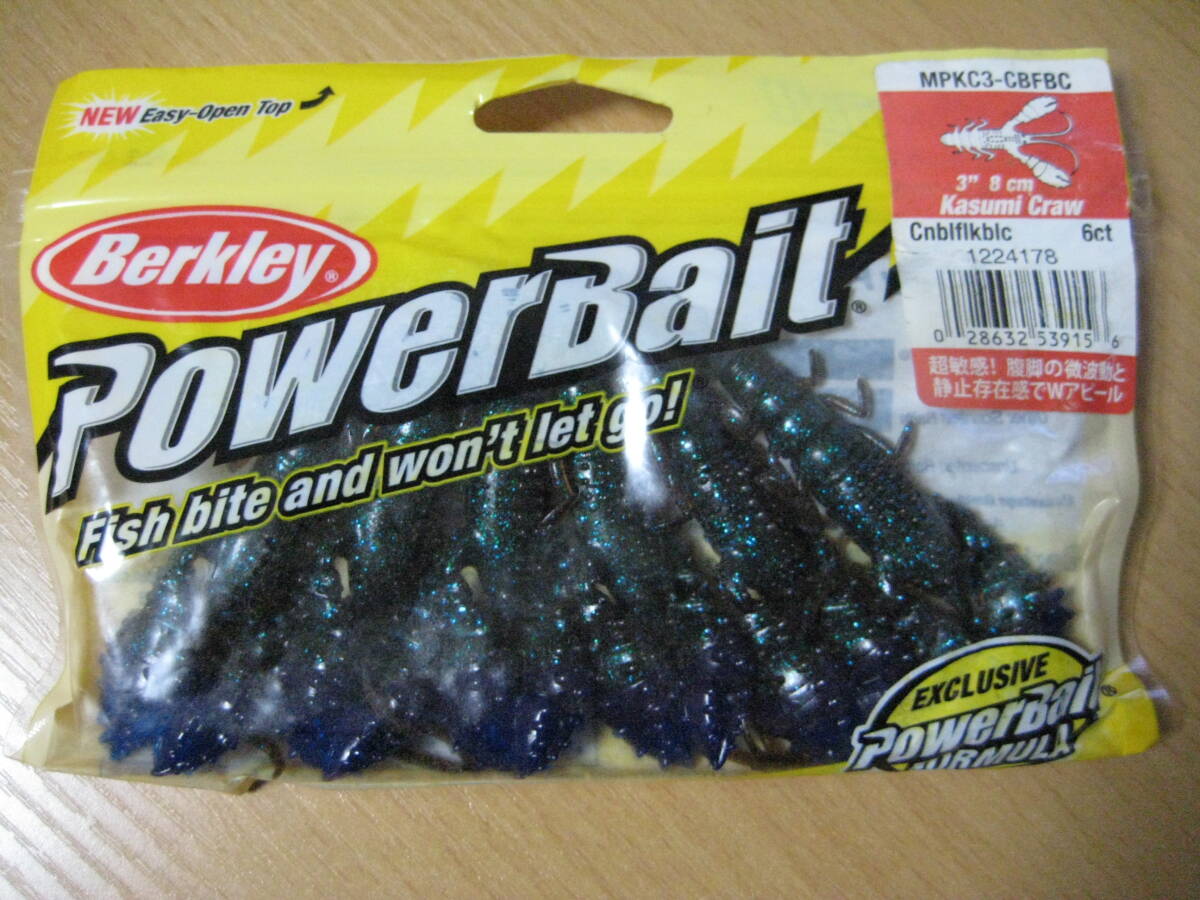 NEW Easy-Open Top
Berkley®
PowerBait®
Fish bite and won't let go!
MPKC3-CBFBC
3" 8 cm
Kasumi Craw
Cnblflkblc 6ct
1224178
0 28632 53915 6
超敏感! 腹脚の微波動と
静止存在感でWアピール
EXCLUSIVE
PowerBait®
FORMULA